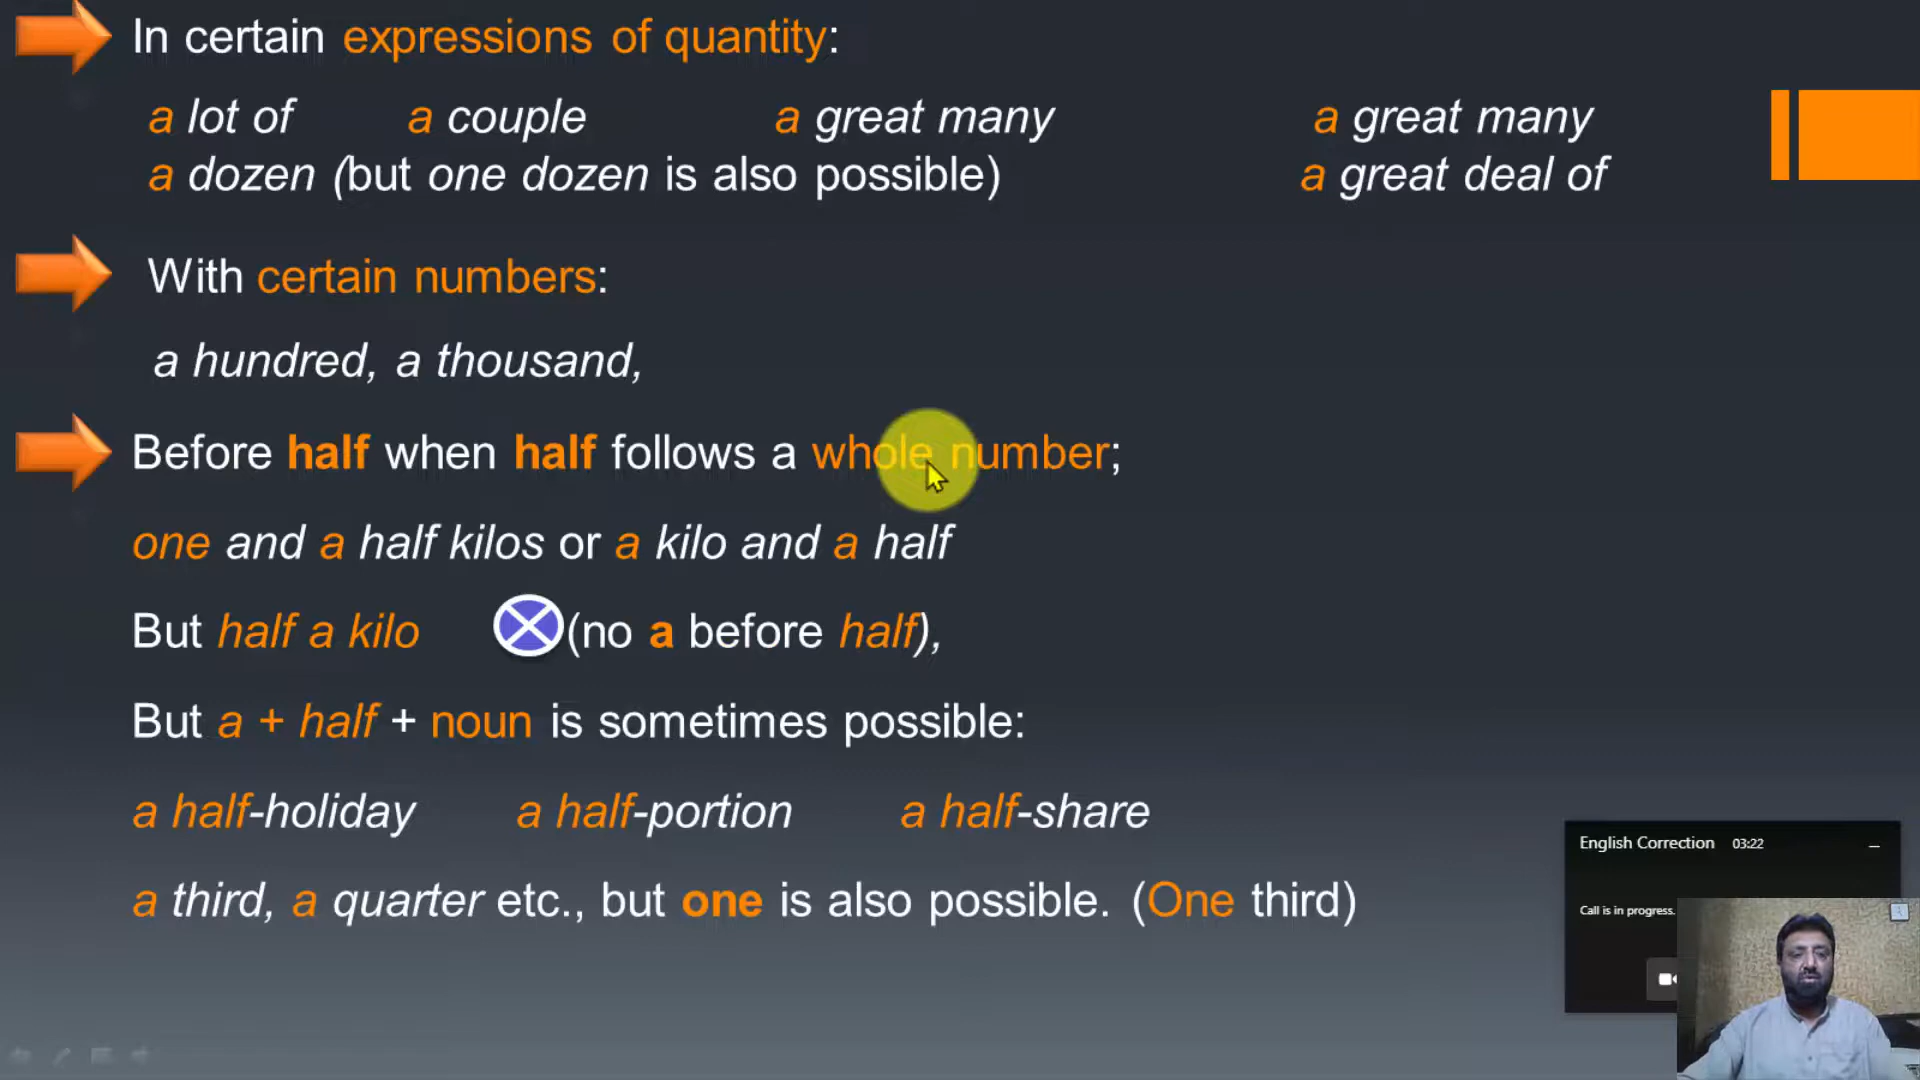 In certain expressions of quantity:
a lot of a couple a great many a great many
a dozen (but one dozen is also possible) a great deal of
With certain numbers:
a hundred, a thousand,
Before half when half follows a whole number;
one and a half kilos or a kilo and a half
But half a kilo (no a before half),
But a + half + noun is sometimes possible:
a half-holiday a half-portion a half-share
a third, a quarter etc., but one is also possible. (One third)
English Correction 03:22
Call is in progress.